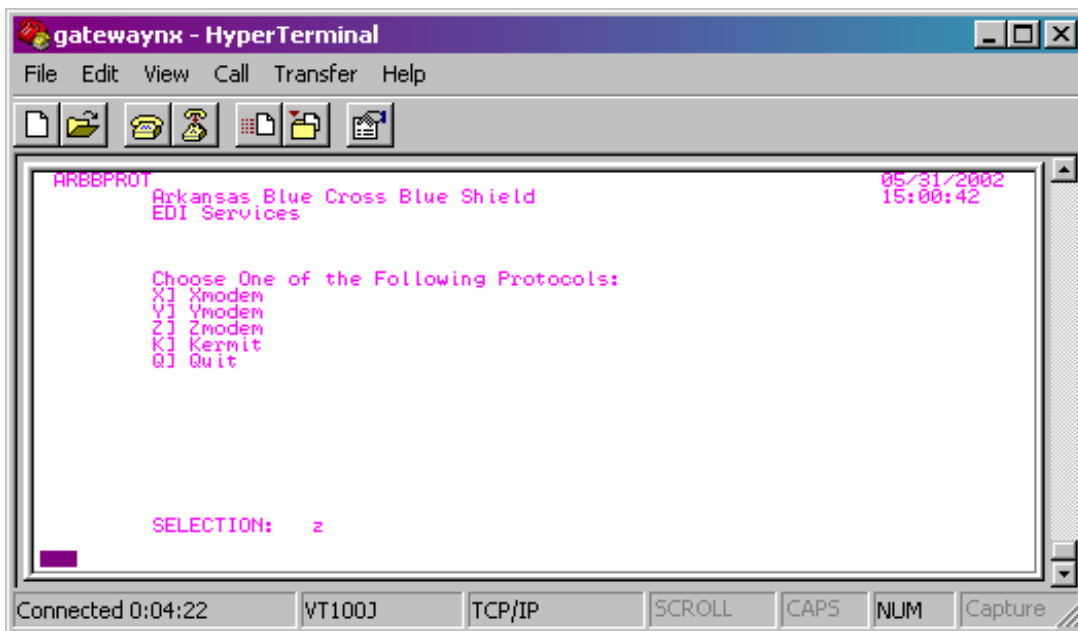 gatewaynx - HyperTerminal
File Edit View Call Transfer Help
ARBBPROT 05/31/2002
Arkansas Blue Cross Blue Shield 15:00:42
EDI Services
Choose One of the Following Protocols:
X] Xmodem
Y] Ymodem
Z] Zmodem
K] Kermit
Q] Quit
SELECTION: z
Connected 0:04:22 VT100J TCP/IP SCROLL CAPS NUM Capture